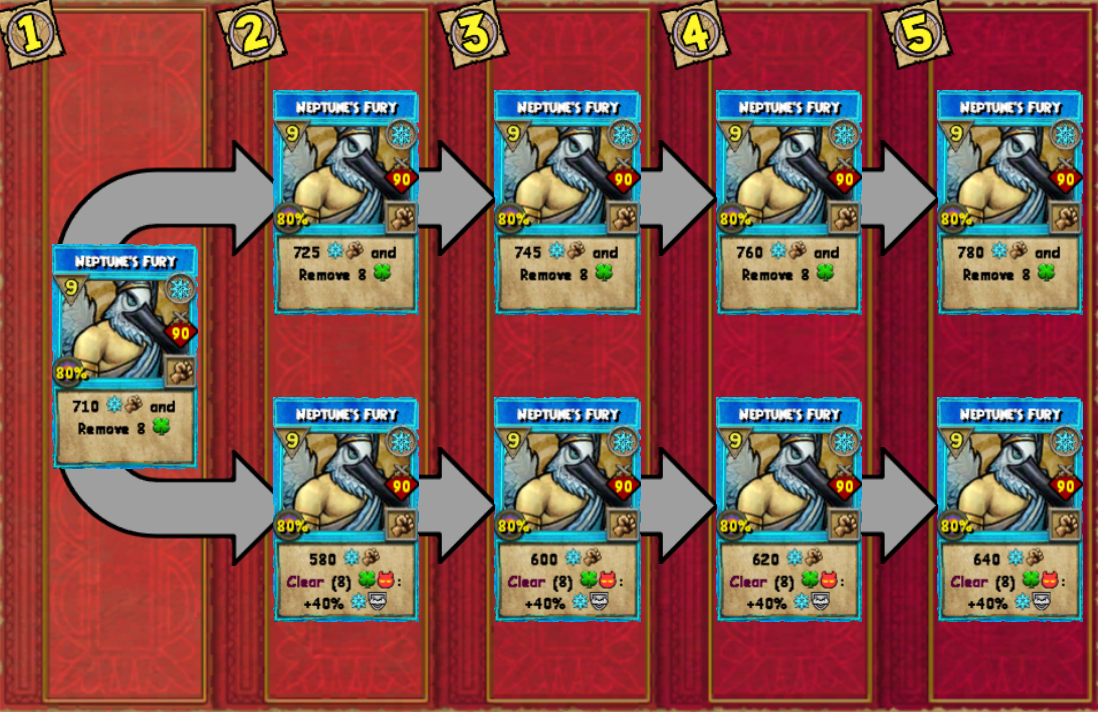 1
2
3
4
5
NEPTUNE'S FURY
9
90
80%
725 and
Remove 8
NEPTUNE'S FURY
9
90
80%
745 and
Remove 8
NEPTUNE'S FURY
9
90
80%
760 and
Remove 8
NEPTUNE'S FURY
9
90
80%
780 and
Remove 8
NEPTUNE'S FURY
9
90
80%
710 and
Remove 8
NEPTUNE'S FURY
9
90
80%
580
Clear (8) :
+40%
NEPTUNE'S FURY
9
90
80%
600
Clear (8) :
+40%
NEPTUNE'S FURY
9
90
80%
620
Clear (8) :
+40%
NEPTUNE'S FURY
9
90
80%
640
Clear (8) :
+40%